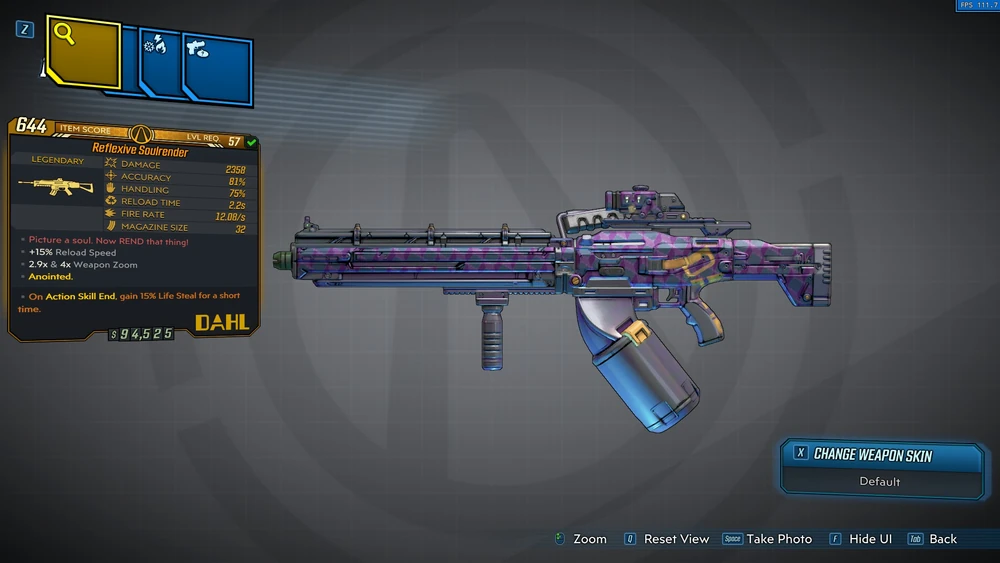 FPS 111.7
Z
644 ITEM SCORE LVL REQ 57
Reflexive Soulrender
LEGENDARY
DAMAGE 2358
ACCURACY 81%
HANDLING 75%
RELOAD TIME 2.2s
FIRE RATE 12.08/s
MAGAZINE SIZE 32
Picture a soul. Now REND that thing!
+15% Reload Speed
2.9x & 4x Weapon Zoom
Anointed.
On Action Skill End, gain 15% Life Steal for a short
time.
DAHL
$ 94,525
X CHANGE WEAPON SKIN
Default
Zoom Q Reset View Space Take Photo F Hide UI Tab Back